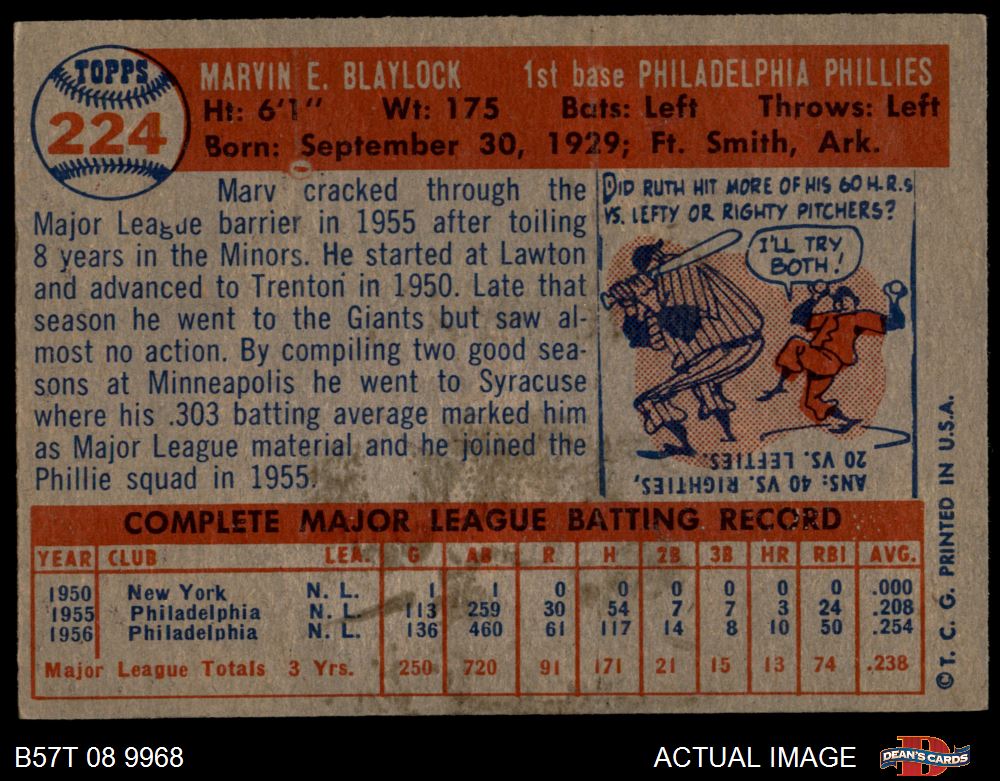 TOPPS
224
MARVIN E. BLAYLOCK 1st base PHILADELPHIA PHILLIES
Ht: 6'1" Wt: 175 Bats: Left Throws: Left
Born: September 30, 1929; Ft. Smith, Ark.
Marv cracked through the
Major League barrier in 1955 after toiling
8 years in the Minors. He started at Lawton
and advanced to Trenton in 1950. Late that
season he went to the Giants but saw al-
most no action. By compiling two good sea-
sons at Minneapolis he went to Syracuse
where his .303 batting average marked him
as Major League material and he joined the
Phillie squad in 1955.
DID RUTH HIT MORE OF HIS 60 H.R.s
VS. LEFTY OR RIGHTY PITCHERS?
I'LL TRY
BOTH!
ANS: 40 VS. RIGHTIES,
20 VS. LEFTIES.
COMPLETE MAJOR LEAGUE BATTING RECORD
YEAR CLUB LEA. G AB R H 2B 3B HR RBI AVG.
1950 New York N. L. 1 1 0 0 0 0 0 0 .000
1955 Philadelphia N. L. 113 259 30 54 7 7 3 24 .208
1956 Philadelphia N. L. 136 460 61 117 14 8 10 50 .254
Major League Totals 3 Yrs. 250 720 91 171 21 15 13 74 .238
©T. C. G. PRINTED IN U.S.A.
B57T 08 9968 ACTUAL IMAGE
DEAN'S CARDS